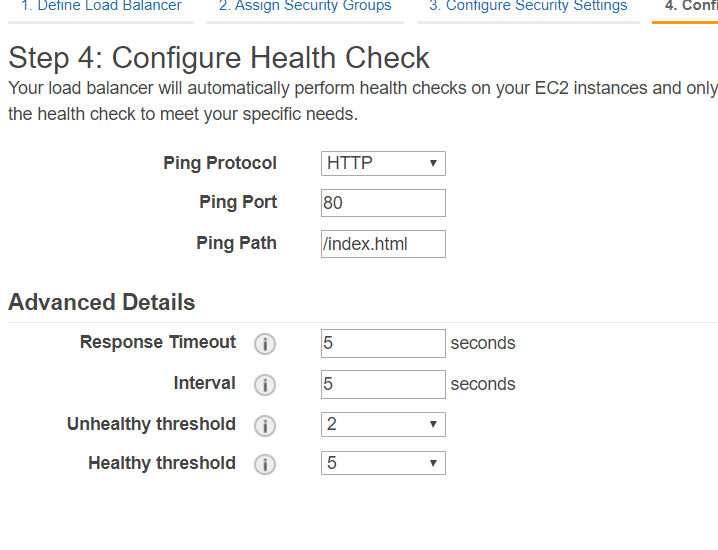 1. Define Load Balancer 2. Assign Security Groups 3. Configure Security Settings 4. Confi
Step 4: Configure Health Check
Your load balancer will automatically perform health checks on your EC2 instances and only
the health check to meet your specific needs.
Ping Protocol HTTP
Ping Port 80
Ping Path /index.html
Advanced Details
Response Timeout i 5 seconds
Interval i 5 seconds
Unhealthy threshold i 2
Healthy threshold i 5